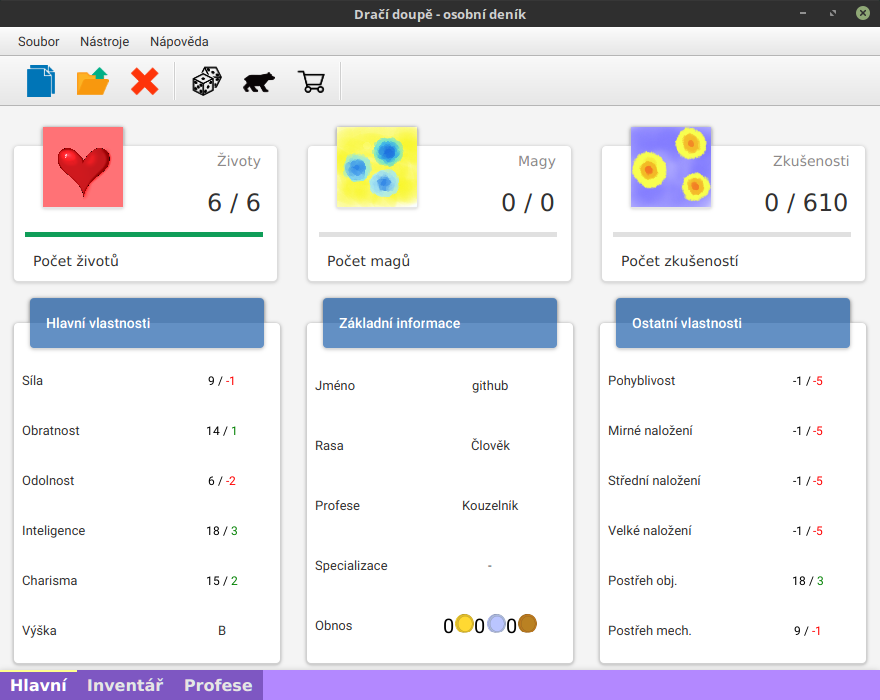 Dračí doupě - osobní deník
Soubor Nástroje Nápověda
Životy
6 / 6
Počet životů
Magy
0 / 0
Počet magů
Zkušenosti
0 / 610
Počet zkušeností
Hlavní vlastnosti
Síla 9 / -1
Obratnost 14 / 1
Odolnost 6 / -2
Inteligence 18 / 3
Charisma 15 / 2
Výška B
Základní informace
Jméno github
Rasa Člověk
Profese Kouzelník
Specializace -
Obnos 0 0 0
Ostatní vlastnosti
Pohyblivost -1 / -5
Mirné naložení -1 / -5
Střední naložení -1 / -5
Velké naložení -1 / -5
Postřeh obj. 18 / 3
Postřeh mech. 9 / -1
Hlavní Inventář Profese